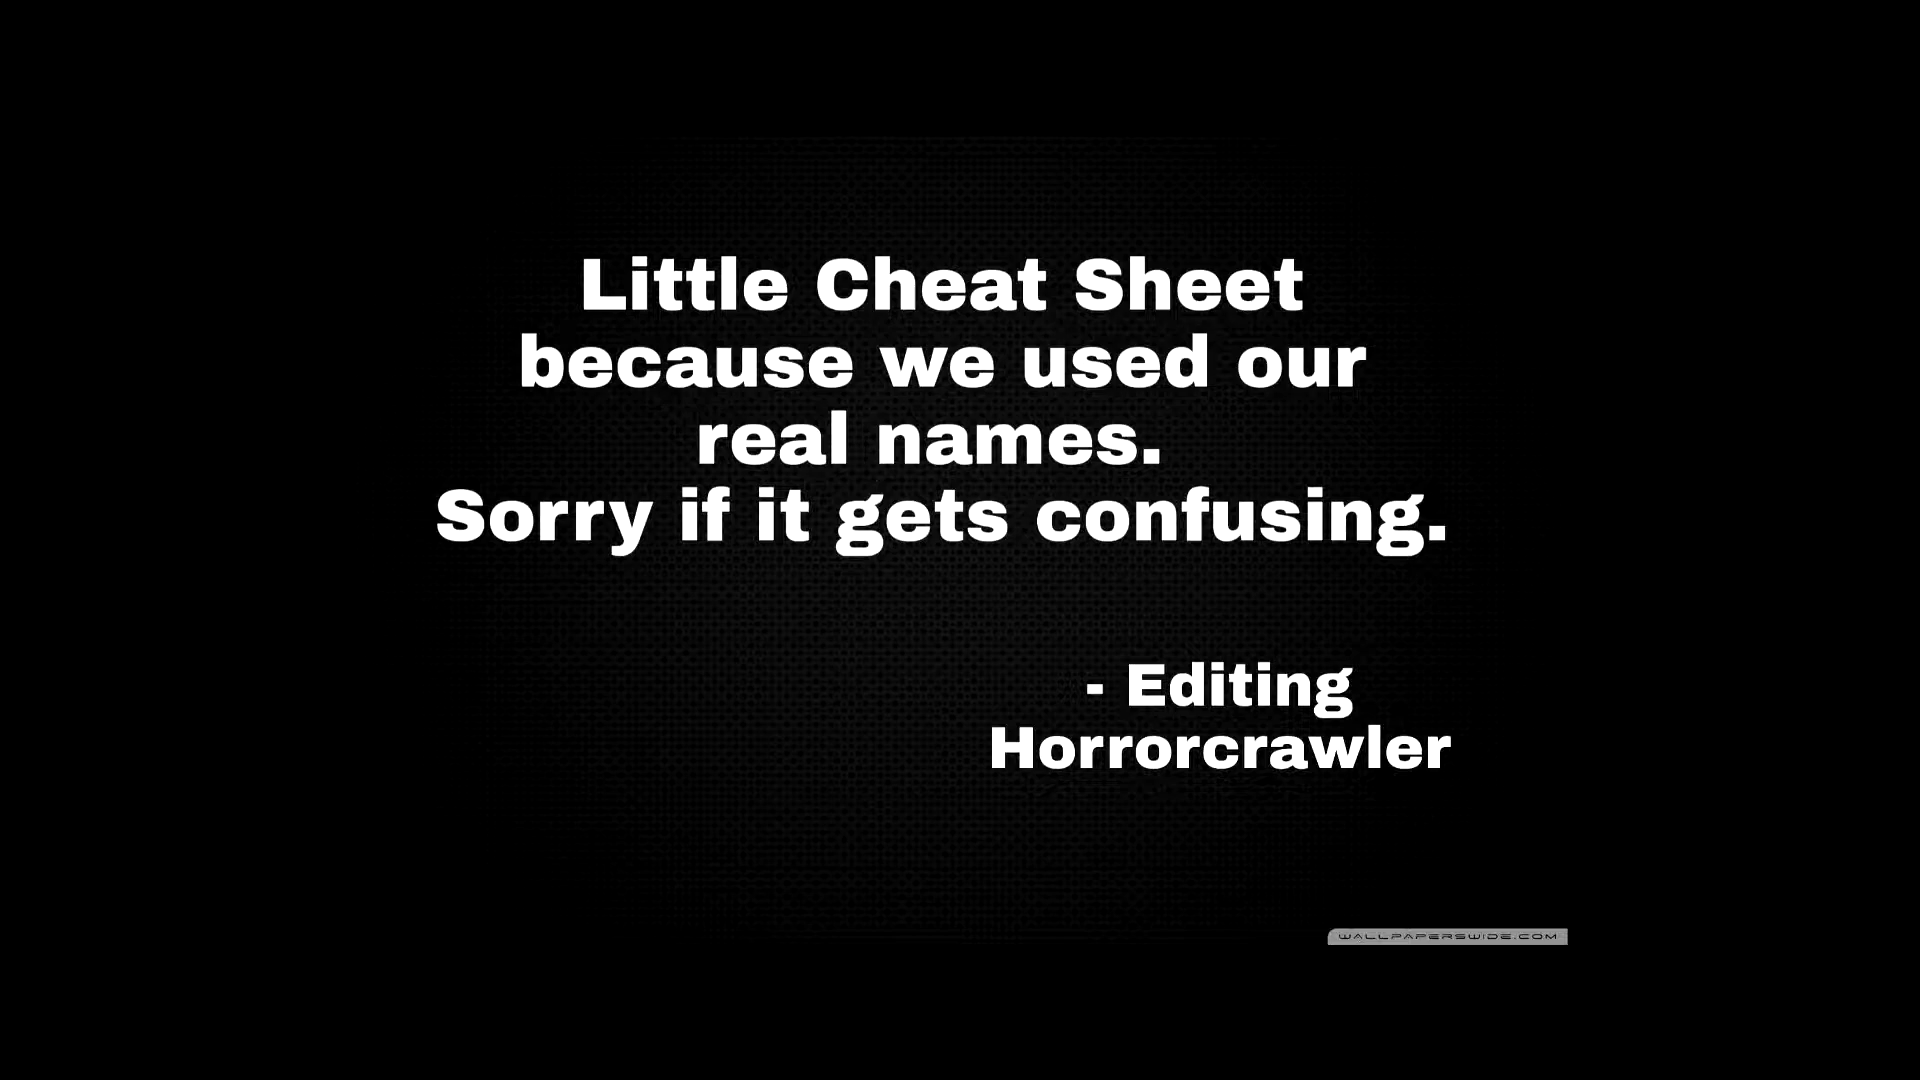 Little Cheat Sheet
because we used our
real names.
Sorry if it gets confusing.
- Editing
Horrorcrawler
WALLPAPERSWIDE.COM